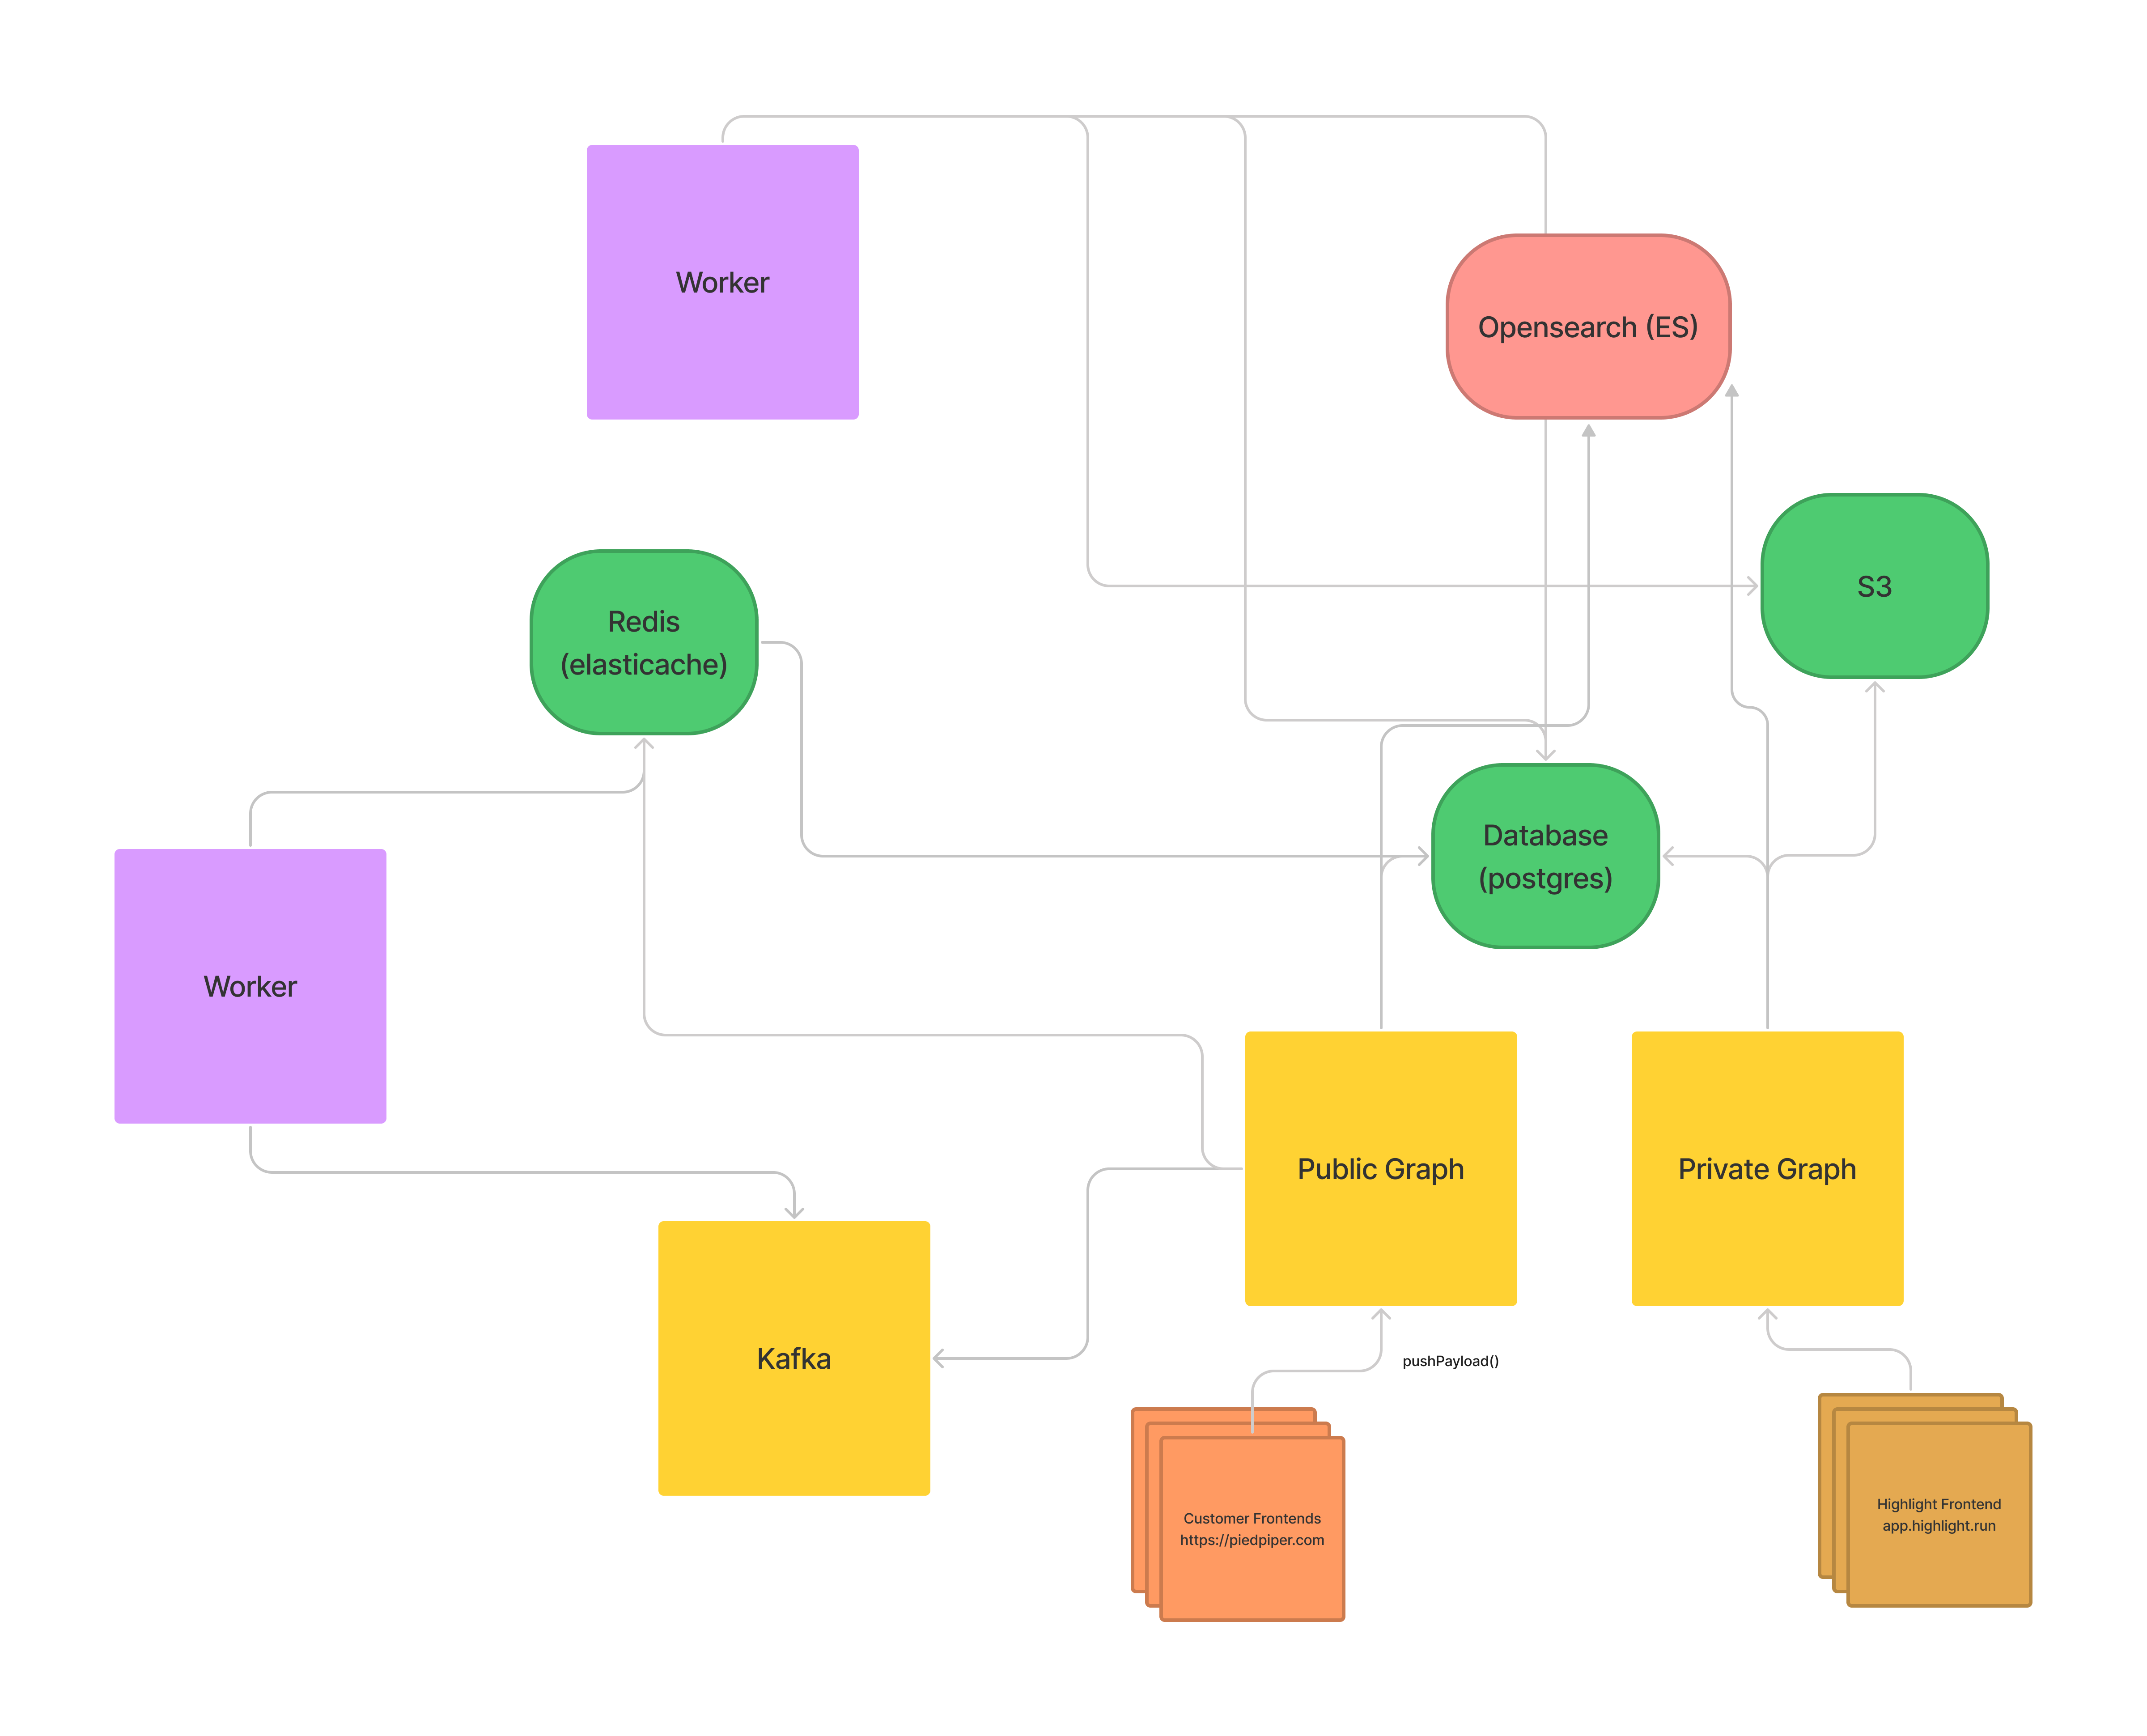 Worker
Opensearch (ES)
S3
Redis
(elasticache)
Database
(postgres)
Worker
Public Graph
Private Graph
Kafka
pushPayload()
Customer Frontends
https://piedpiper.com
Highlight Frontend
app.highlight.run